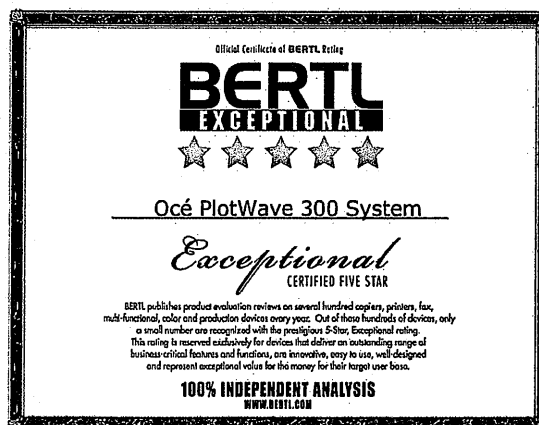 Official Certificate of BERTL Rating
BERTL
EXCEPTIONAL
Océ PlotWave 300 System
Exceptional
CERTIFIED FIVE STAR
BERTL publishes product evaluation reviews on several hundred copiers, printers, fax,
multi-functional, color and production devices every year. Out of those hundreds of devices, only
a small number are recognized with the prestigious 5-Star, Exceptional rating.
This rating is reserved exclusively for devices that deliver an outstanding range of
business-critical features and functions, are innovative, easy to use, well-designed
and represent exceptional value for the money for their target user base.
100% INDEPENDENT ANALYSIS
WWW.BERTL.COM